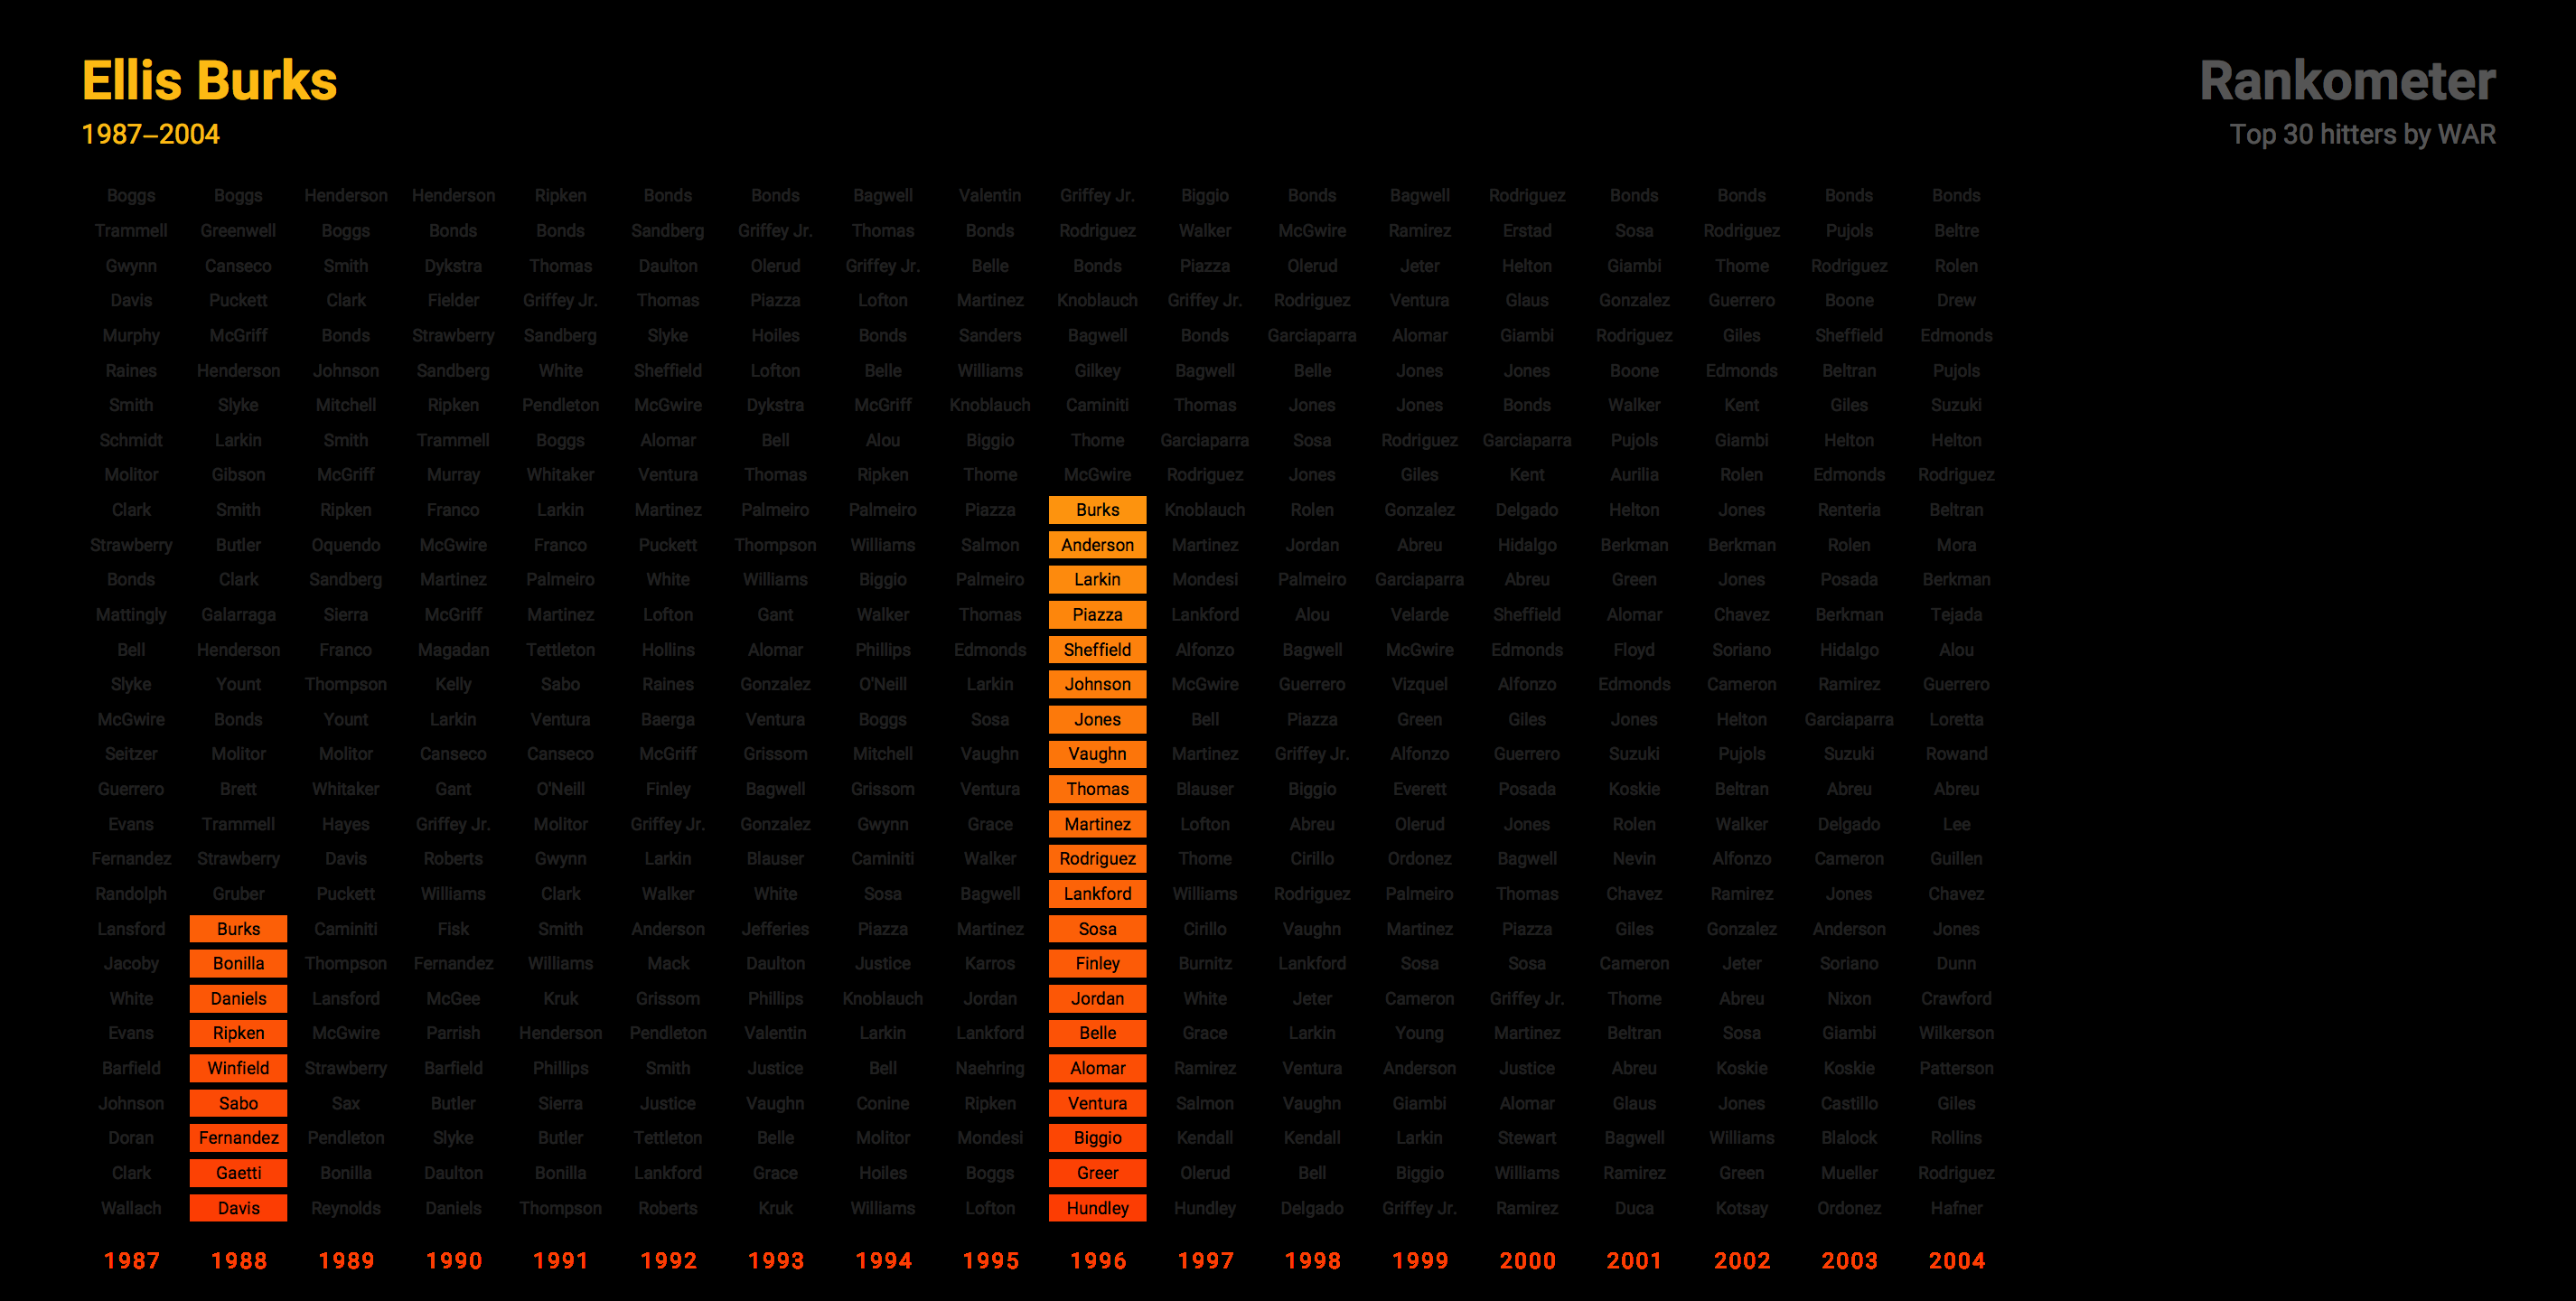 Ellis Burks
Rankometer
1987–2004
Top 30 hitters by WAR
Boggs Boggs Henderson Henderson Ripken Bonds Bonds Bagwell Valentin Griffey Jr. Biggio Bonds Bagwell Rodriguez Bonds Bonds Bonds Bonds
Trammell Greenwell Boggs Bonds Bonds Sandberg Griffey Jr. Thomas Bonds Rodriguez Walker McGwire Ramirez Erstad Sosa Rodriguez Pujols Beltre
Gwynn Canseco Smith Dykstra Thomas Daulton Olerud Griffey Jr. Belle Bonds Piazza Olerud Jeter Helton Giambi Thome Rodriguez Rolen
Davis Puckett Clark Fielder Griffey Jr. Thomas Piazza Lofton Martinez Knoblauch Griffey Jr. Rodriguez Ventura Glaus Gonzalez Guerrero Boone Drew
Murphy McGriff Bonds Strawberry Sandberg Slyke Hoiles Bonds Sanders Bagwell Bonds Garciaparra Alomar Giambi Rodriguez Giles Sheffield Edmonds
Raines Henderson Johnson Sandberg White Sheffield Lofton Belle Williams Gilkey Bagwell Belle Jones Jones Boone Edmonds Beltran Pujols
Smith Slyke Mitchell Ripken Pendleton McGwire Dykstra McGriff Knoblauch Caminiti Thomas Jones Jones Bonds Walker Kent Giles Suzuki
Schmidt Larkin Smith Trammell Boggs Alomar Bell Alou Biggio Thome Garciaparra Sosa Rodriguez Garciaparra Pujols Giambi Helton Helton
Molitor Gibson McGriff Murray Whitaker Ventura Thomas Ripken Thome McGwire Rodriguez Jones Giles Kent Aurilia Rolen Edmonds Rodriguez
Clark Smith Ripken Franco Larkin Martinez Palmeiro Palmeiro Piazza Burks Knoblauch Rolen Gonzalez Delgado Helton Jones Renteria Beltran
Strawberry Butler Oquendo McGwire Franco Puckett Thompson Williams Salmon Anderson Martinez Jordan Abreu Hidalgo Berkman Berkman Rolen Mora
Bonds Clark Sandberg Martinez Palmeiro White Williams Biggio Palmeiro Larkin Mondesi Palmeiro Garciaparra Abreu Green Jones Posada Berkman
Mattingly Galarraga Sierra McGriff Martinez Lofton Gant Walker Thomas Piazza Lankford Alou Velarde Sheffield Alomar Chavez Berkman Tejada
Bell Henderson Franco Magadan Tettleton Hollins Alomar Phillips Edmonds Sheffield Alfonzo Bagwell McGwire Edmonds Floyd Soriano Hidalgo Alou
Slyke Yount Thompson Kelly Sabo Raines Gonzalez O'Neill Larkin Johnson McGwire Guerrero Vizquel Alfonzo Edmonds Cameron Ramirez Guerrero
McGwire Bonds Yount Larkin Ventura Baerga Ventura Boggs Sosa Jones Bell Piazza Green Giles Jones Helton Garciaparra Loretta
Seitzer Molitor Molitor Canseco Canseco McGriff Grissom Mitchell Vaughn Vaughn Martinez Griffey Jr. Alfonzo Guerrero Suzuki Pujols Suzuki Rowand
Guerrero Brett Whitaker Gant O'Neill Finley Bagwell Grissom Ventura Thomas Blauser Biggio Everett Posada Koskie Beltran Abreu Abreu
Evans Trammell Hayes Griffey Jr. Molitor Griffey Jr. Gonzalez Gwynn Grace Martinez Lofton Abreu Olerud Jones Rolen Walker Delgado Lee
Fernandez Strawberry Davis Roberts Gwynn Larkin Blauser Caminiti Walker Rodriguez Thome Cirillo Ordonez Bagwell Nevin Alfonzo Cameron Guillen
Randolph Gruber Puckett Williams Clark Walker White Sosa Bagwell Lankford Williams Rodriguez Palmeiro Thomas Chavez Ramirez Jones Chavez
Lansford Burks Caminiti Fisk Smith Anderson Jefferies Piazza Martinez Sosa Cirillo Vaughn Martinez Piazza Giles Gonzalez Anderson Jones
Jacoby Bonilla Thompson Fernandez Williams Mack Daulton Justice Karros Finley Burnitz Lankford Sosa Sosa Cameron Jeter Soriano Dunn
White Daniels Lansford McGee Kruk Grissom Phillips Knoblauch Jordan Jordan White Jeter Cameron Griffey Jr. Thome Abreu Nixon Crawford
Evans Ripken McGwire Parrish Henderson Pendleton Valentin Larkin Lankford Belle Grace Larkin Young Martinez Beltran Sosa Giambi Wilkerson
Barfield Winfield Strawberry Barfield Phillips Smith Justice Bell Naehring Alomar Ramirez Ventura Anderson Justice Abreu Koskie Koskie Patterson
Johnson Sabo Sax Butler Sierra Justice Vaughn Conine Ripken Ventura Salmon Vaughn Giambi Alomar Glaus Jones Castillo Giles
Doran Fernandez Pendleton Slyke Butler Tettleton Belle Molitor Mondesi Biggio Kendall Kendall Larkin Stewart Bagwell Williams Blalock Rollins
Clark Gaetti Bonilla Daulton Bonilla Lankford Grace Hoiles Boggs Greer Olerud Bell Biggio Williams Ramirez Green Mueller Rodriguez
Wallach Davis Reynolds Daniels Thompson Roberts Kruk Williams Lofton Hundley Hundley Delgado Griffey Jr. Ramirez Duca Kotsay Ordonez Hafner
1987 1988 1989 1990 1991 1992 1993 1994 1995 1996 1997 1998 1999 2000 2001 2002 2003 2004